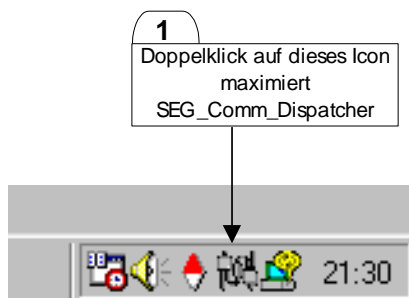 1
Doppelklick auf dieses Icon
maximiert
SEG_Comm_Dispatcher
21:30